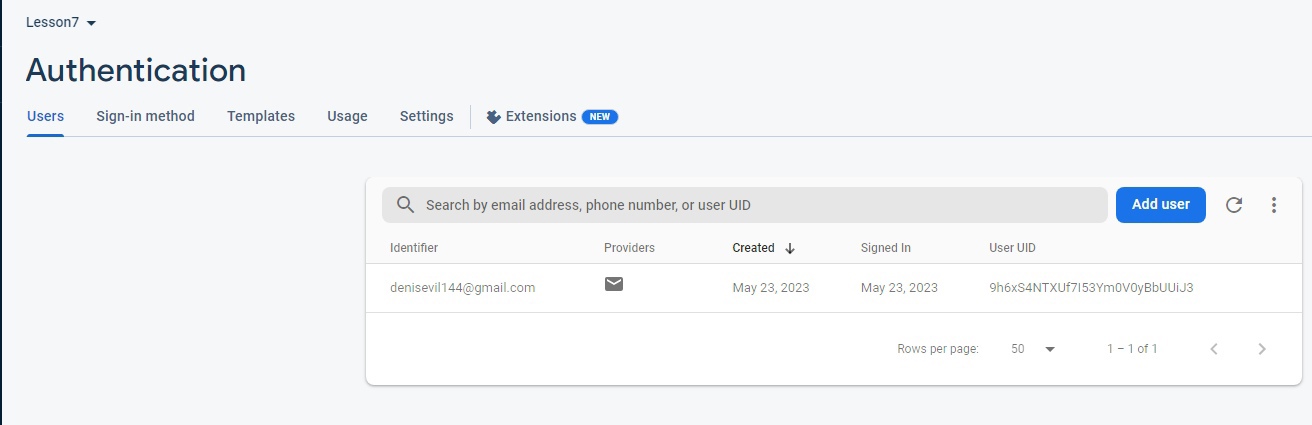 Lesson7
Authentication
Users Sign-in method Templates Usage Settings Extensions NEW
Search by email address, phone number, or user UID Add user
Identifier Providers Created Signed In User UID
denisevil144@gmail.com May 23, 2023 May 23, 2023 9h6xS4NTXUf7I53Ym0V0yBbUUiJ3
Rows per page: 50 1 – 1 of 1